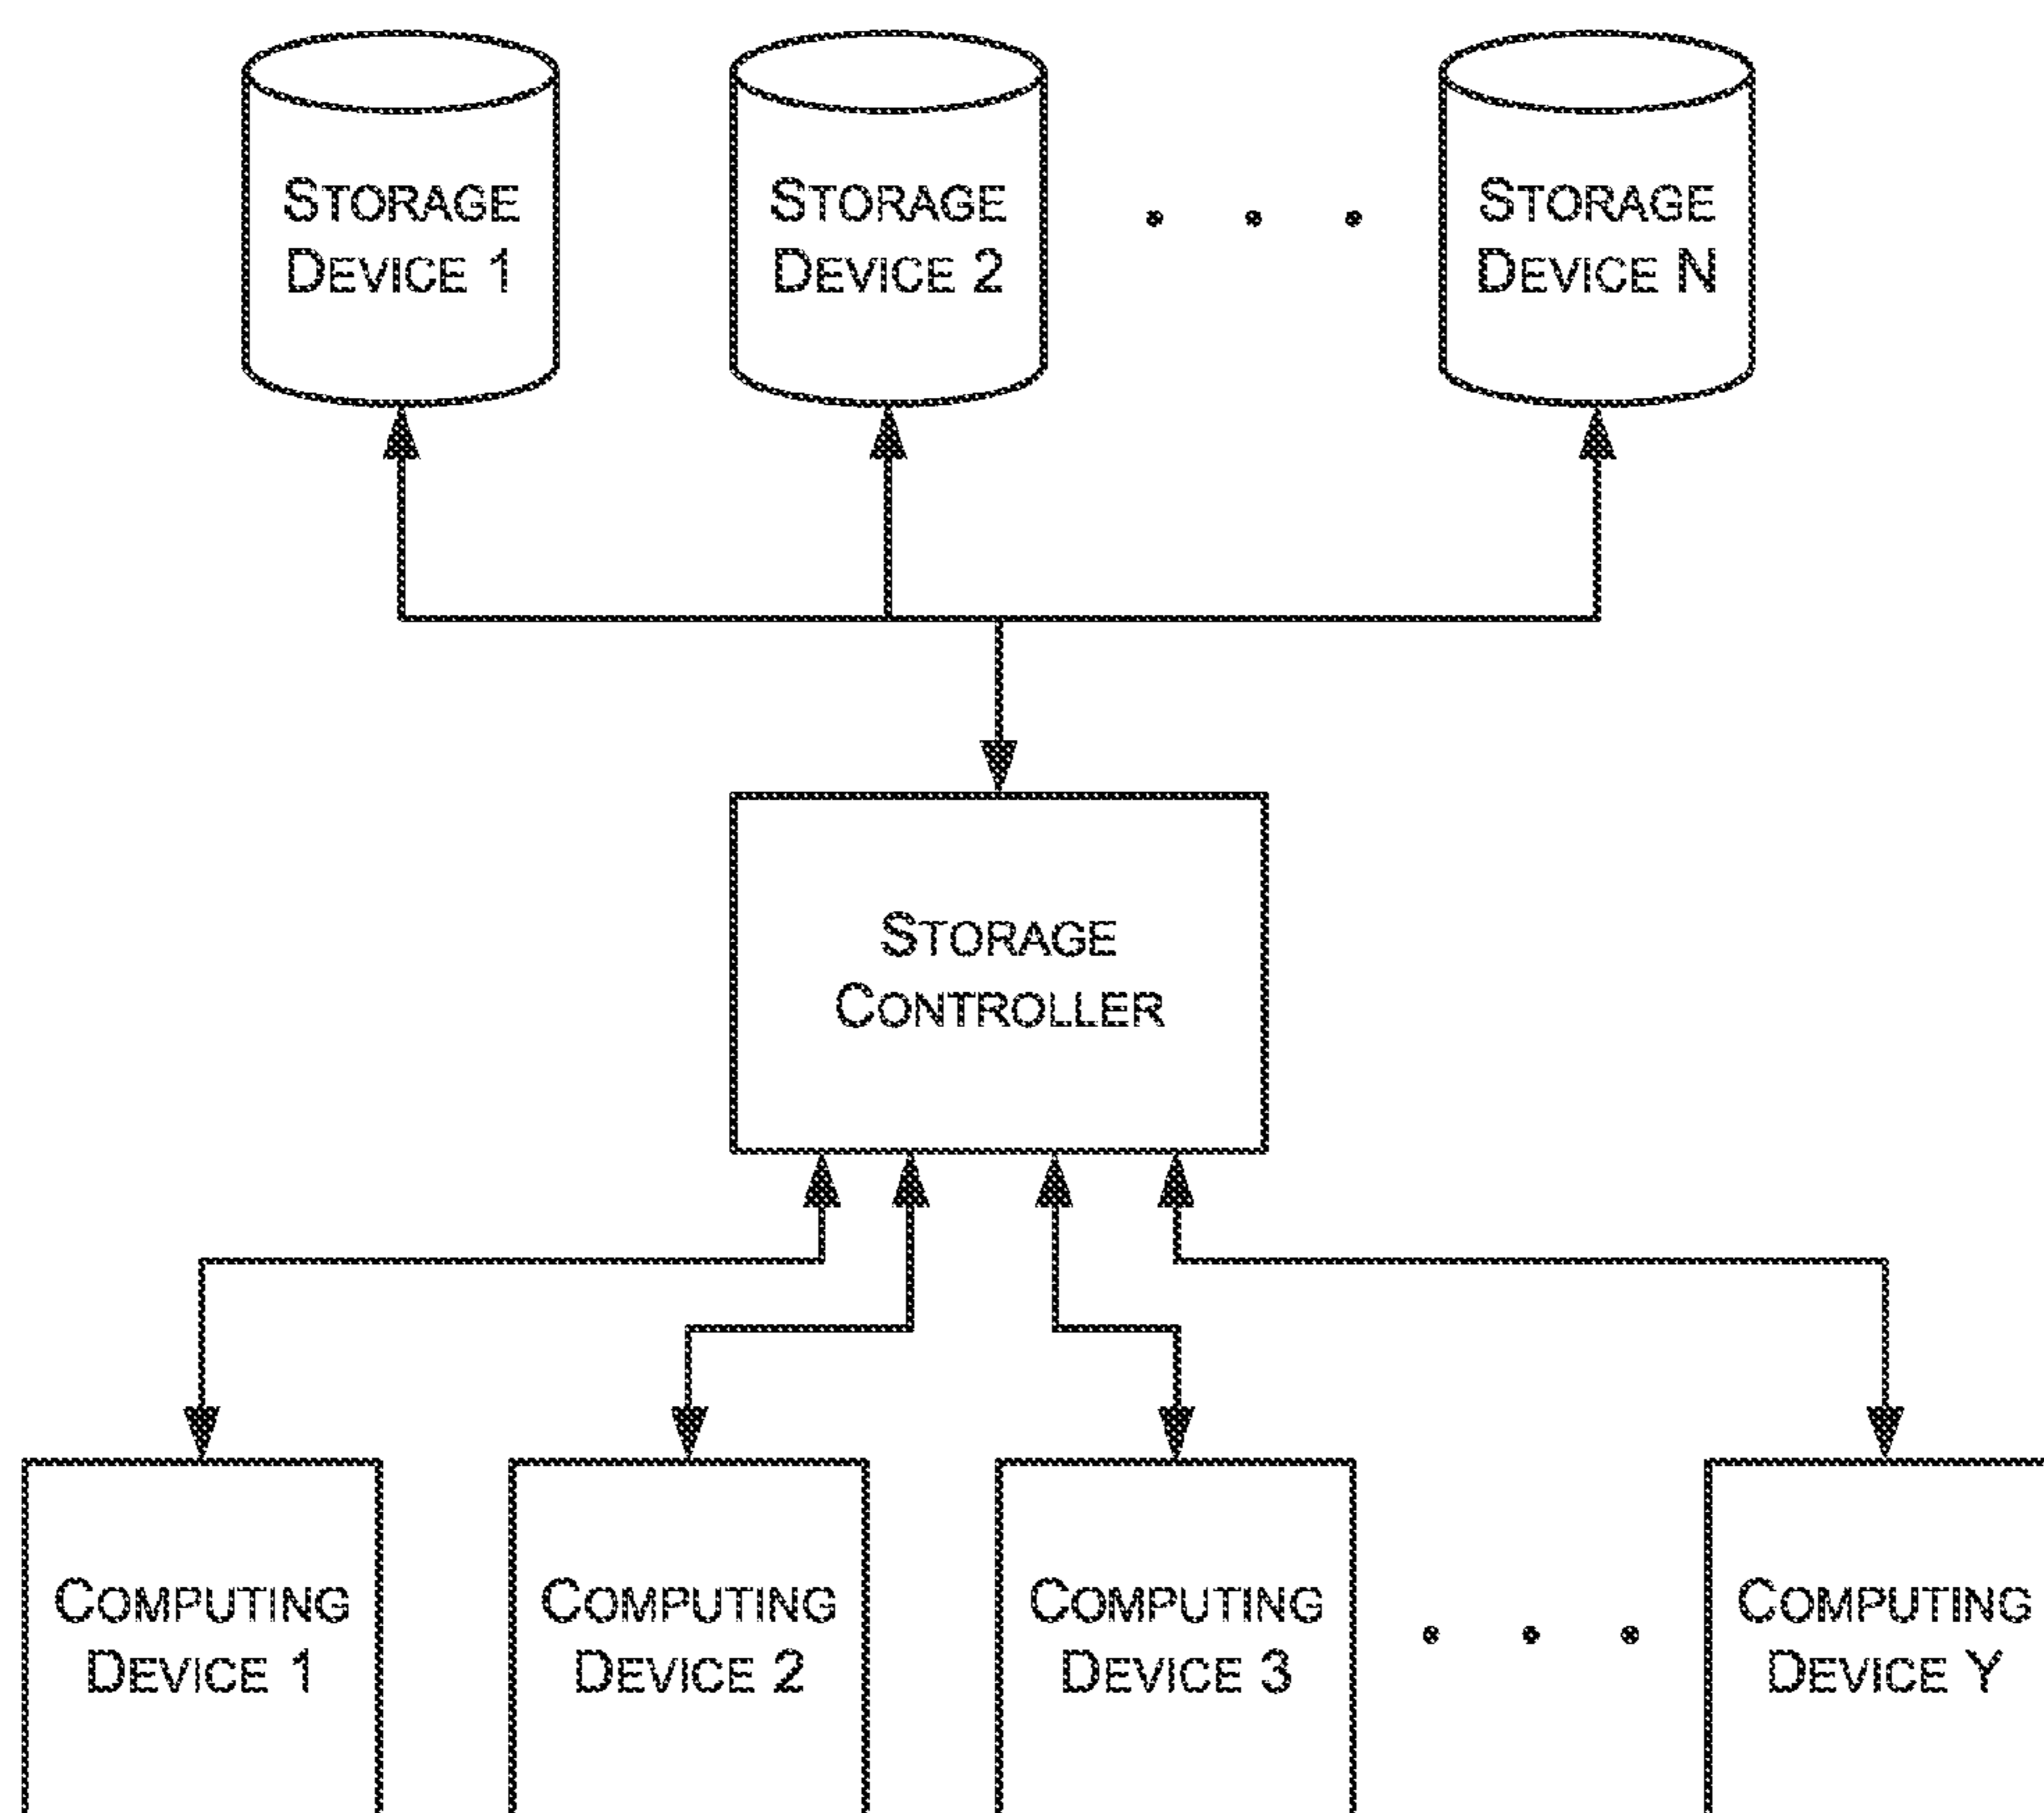 STORAGE
DEVICE 1
STORAGE
DEVICE 2
STORAGE
DEVICE N
STORAGE
CONTROLLER
COMPUTING
DEVICE 1
COMPUTING
DEVICE 2
COMPUTING
DEVICE 3
COMPUTING
DEVICE Y